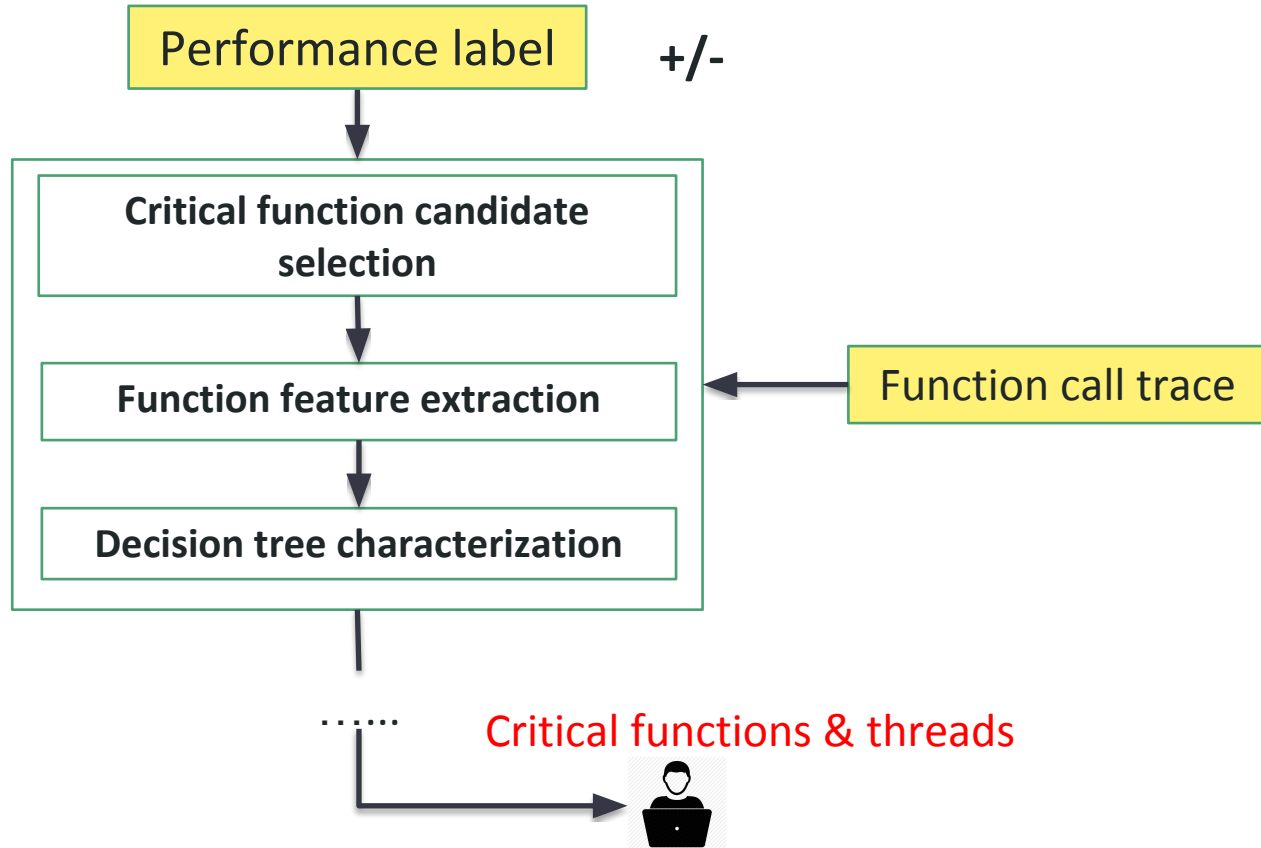 Performance label
+/-
Critical function candidate
selection
Function feature extraction
Function call trace
Decision tree characterization
......
Critical functions & threads